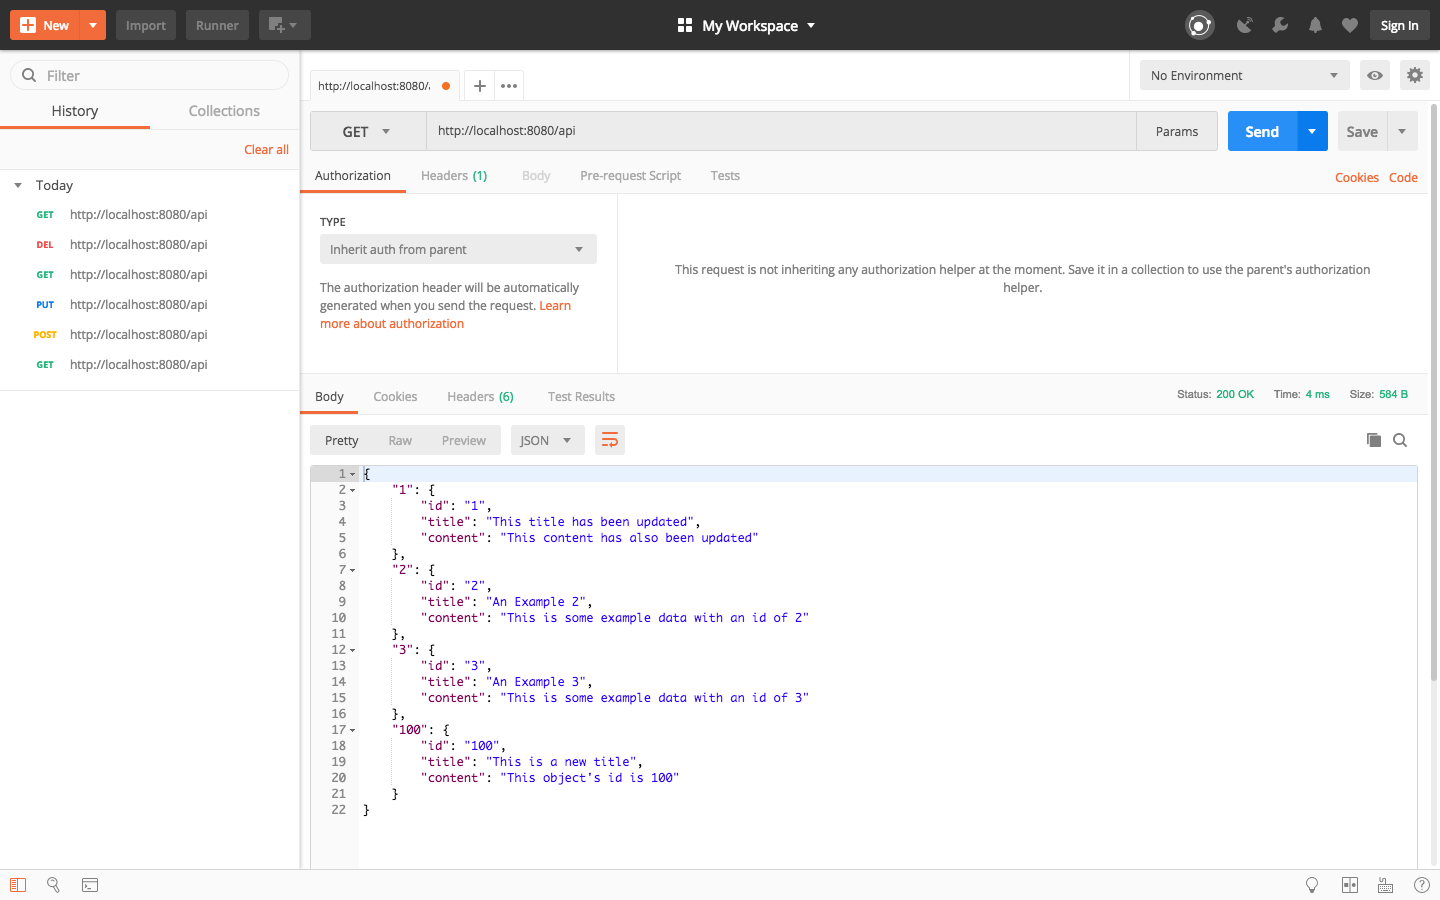 New
Import
Runner
My Workspace
Sign In
Filter
History
Collections
Clear all
Today
GET http://localhost:8080/api
DEL http://localhost:8080/api
GET http://localhost:8080/api
PUT http://localhost:8080/api
POST http://localhost:8080/api
GET http://localhost:8080/api
http://localhost:8080/
No Environment
GET
http://localhost:8080/api
Params
Send
Save
Authorization
Headers (1)
Body
Pre-request Script
Tests
Cookies
Code
TYPE
Inherit auth from parent
The authorization header will be automatically
generated when you send the request. Learn
more about authorization
This request is not inheriting any authorization helper at the moment. Save it in a collection to use the parent's authorization
helper.
Body
Cookies
Headers (6)
Test Results
Status: 200 OK
Time: 4 ms
Size: 584 B
Pretty
Raw
Preview
JSON
1 {
2 "1": {
3 "id": "1",
4 "title": "This title has been updated",
5 "content": "This content has also been updated"
6 },
7 "2": {
8 "id": "2",
9 "title": "An Example 2",
10 "content": "This is some example data with an id of 2"
11 },
12 "3": {
13 "id": "3",
14 "title": "An Example 3",
15 "content": "This is some example data with an id of 3"
16 },
17 "100": {
18 "id": "100",
19 "title": "This is a new title",
20 "content": "This object's id is 100"
21 }
22 }